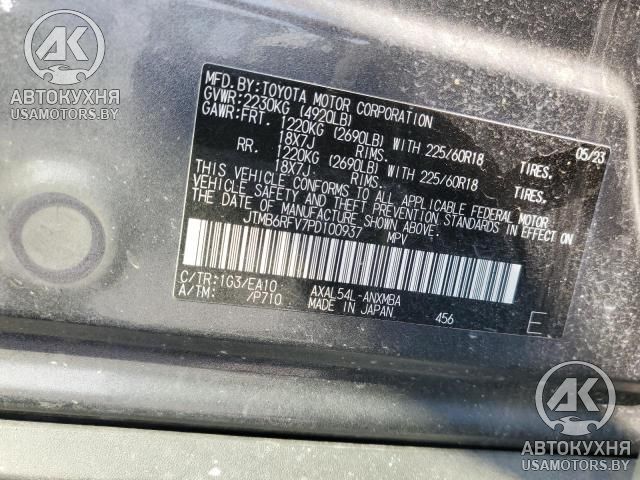 AK
АВТОКУХНЯ
USAMOTORS.BY
MFD.BY:TOYOTA MOTOR CORPORATION 05/23
GVWR:2230KG (4920LB)
GAWR:FRT. 1220KG (2690LB) WITH 225/60R18 TIRES.
18X7J RIMS.
RR. 1220KG (2690LB) WITH 225/60R18 TIRES.
18X7J RIMS.
THIS VEHICLE CONFORMS TO ALL APPLICABLE FEDERAL MOTOR
VEHICLE SAFETY AND THEFT PREVENTION STANDARDS IN EFFECT
ON THE DATE OF MANUFACTURE SHOWN ABOVE.
JTMB6RFV7PD100937 MPV
C/TR:1G3/EA10 AXAL54L-ANXMBA
A/TM: /P710 MADE IN JAPAN 456 E
AK
АВТОКУХНЯ
USAMOTORS.BY